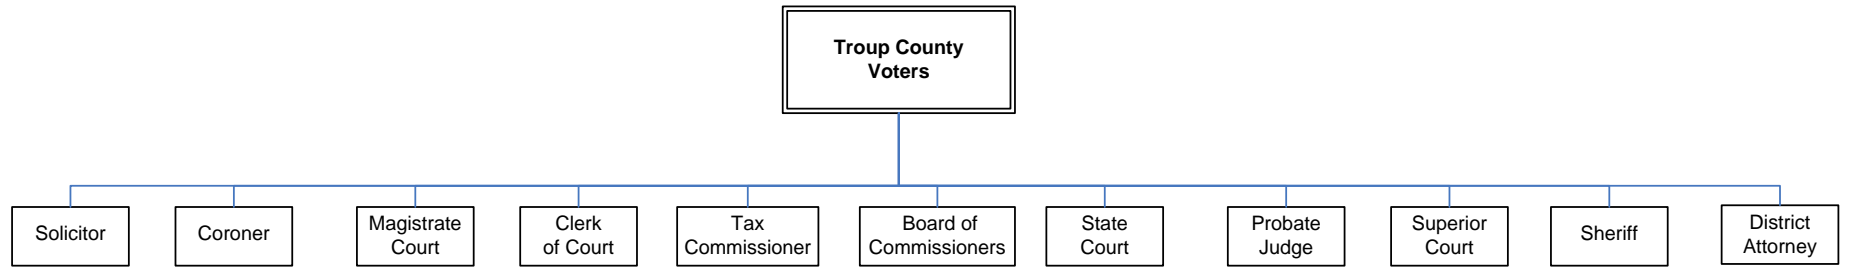 Troup County
Voters
Solicitor
Coroner
Magistrate
Court
Clerk
of Court
Tax
Commissioner
Board of
Commissioners
State
Court
Probate
Judge
Superior
Court
Sheriff
District
Attorney